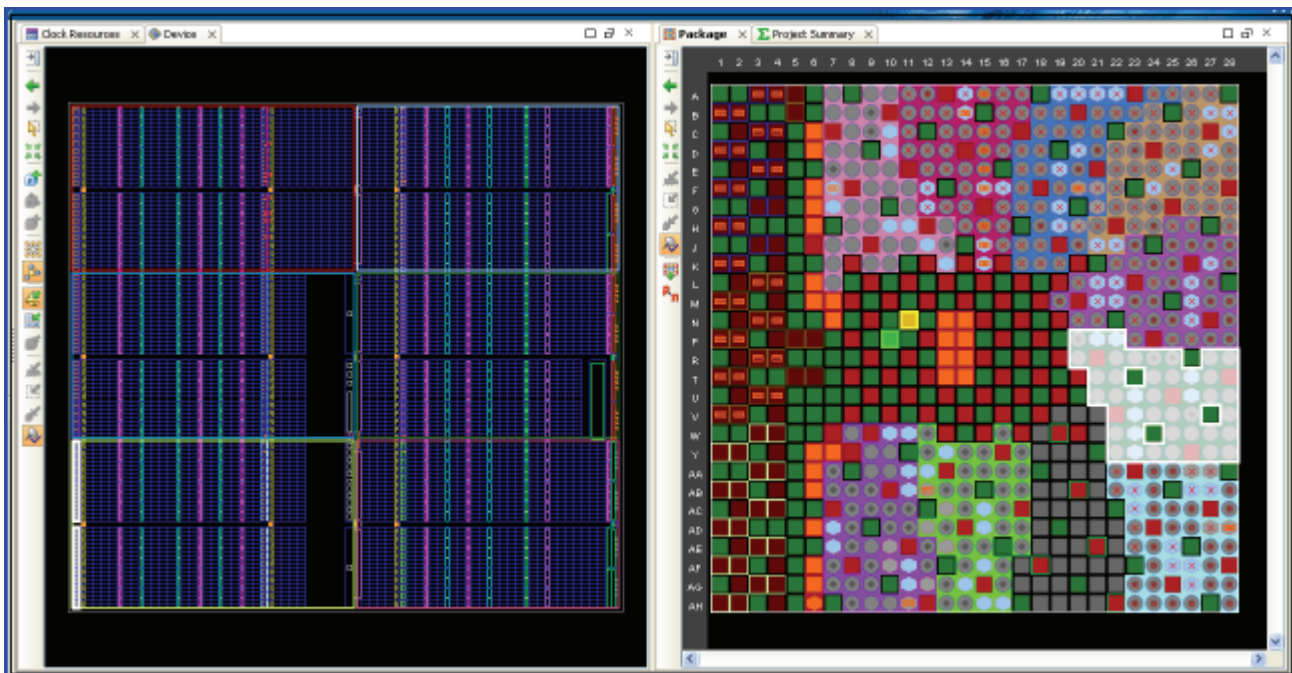 Clock Resources × Device ×
Package × Σ Project Summary ×
1 2 3 4 5 6 7 8 9 10 11 12 13 14 15 16 17 18 19 20 21 22 23 24 25 26 27 28
A
B
C
D
E
F
G
H
J
K
L
M
N
P
R
T
U
V
W
Y
AA
AB
AC
AD
AE
AF
AG
AH